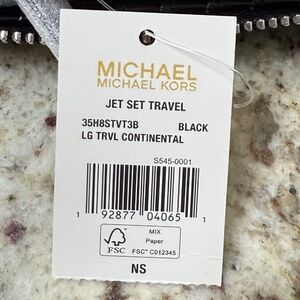 MICHAEL
MICHAEL KORS
JET SET TRAVEL
35H8STVT3B BLACK
LG TRVL CONTINENTAL
S545-0001
1 92877 04065 1
FSC
MIX
Paper
FSC™ C012345
NS